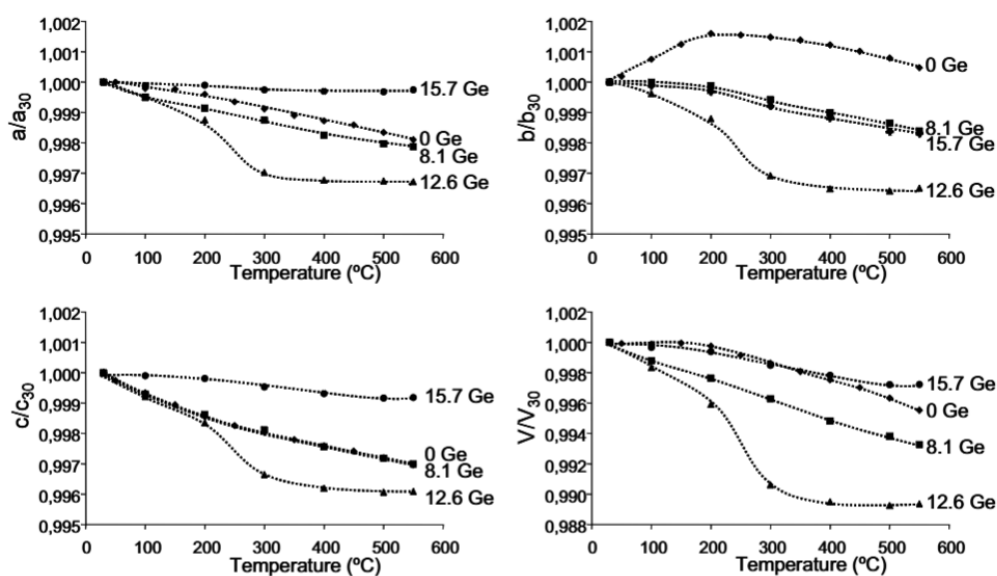 1,002
1,001
1,000
0,999
0,998
0,997
0,996
0,995
a/a30
15.7 Ge
0 Ge
8.1 Ge
12.6 Ge
0 100 200 300 400 500 600
Temperature (ºC)
1,002
1,001
1,000
0,999
0,998
0,997
0,996
0,995
b/b30
0 Ge
8.1 Ge
15.7 Ge
12.6 Ge
0 100 200 300 400 500 600
Temperature (ºC)
1,002
1,001
1,000
0,999
0,998
0,997
0,996
0,995
c/c30
15.7 Ge
0 Ge
8.1 Ge
12.6 Ge
0 100 200 300 400 500 600
Temperature (ºC)
1,002
1,000
0,998
0,996
0,994
0,992
0,990
0,988
V/V30
15.7 Ge
0 Ge
8.1 Ge
12.6 Ge
0 100 200 300 400 500 600
Temperature (ºC)